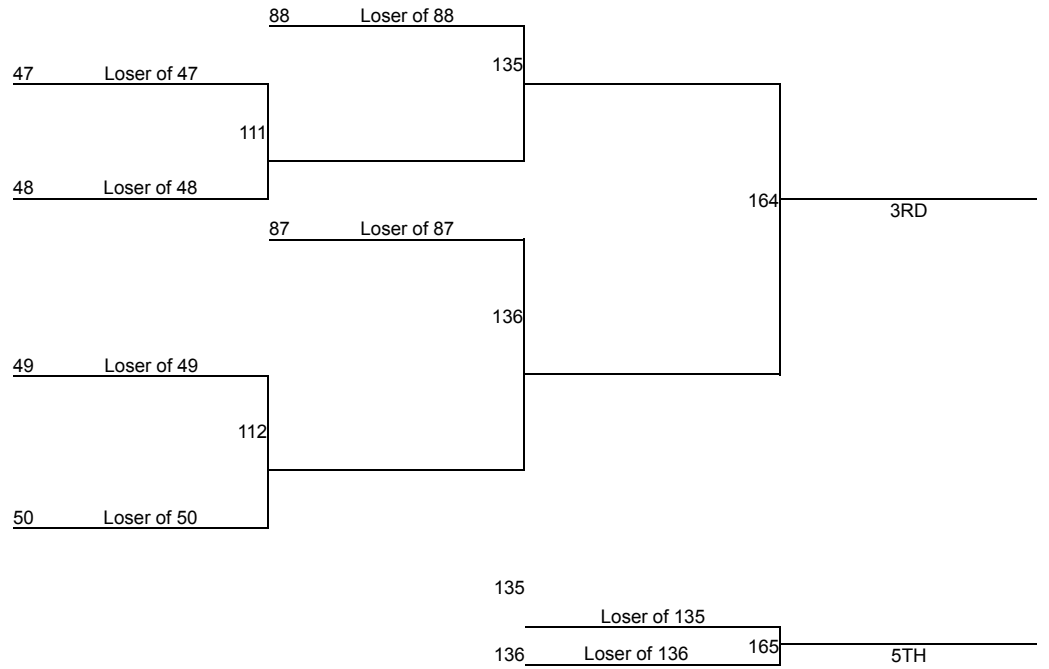 88 Loser of 88
135
47 Loser of 47
111
48 Loser of 48
164
3RD
87 Loser of 87
136
49 Loser of 49
112
50 Loser of 50
135
Loser of 135
136 Loser of 136
165
5TH